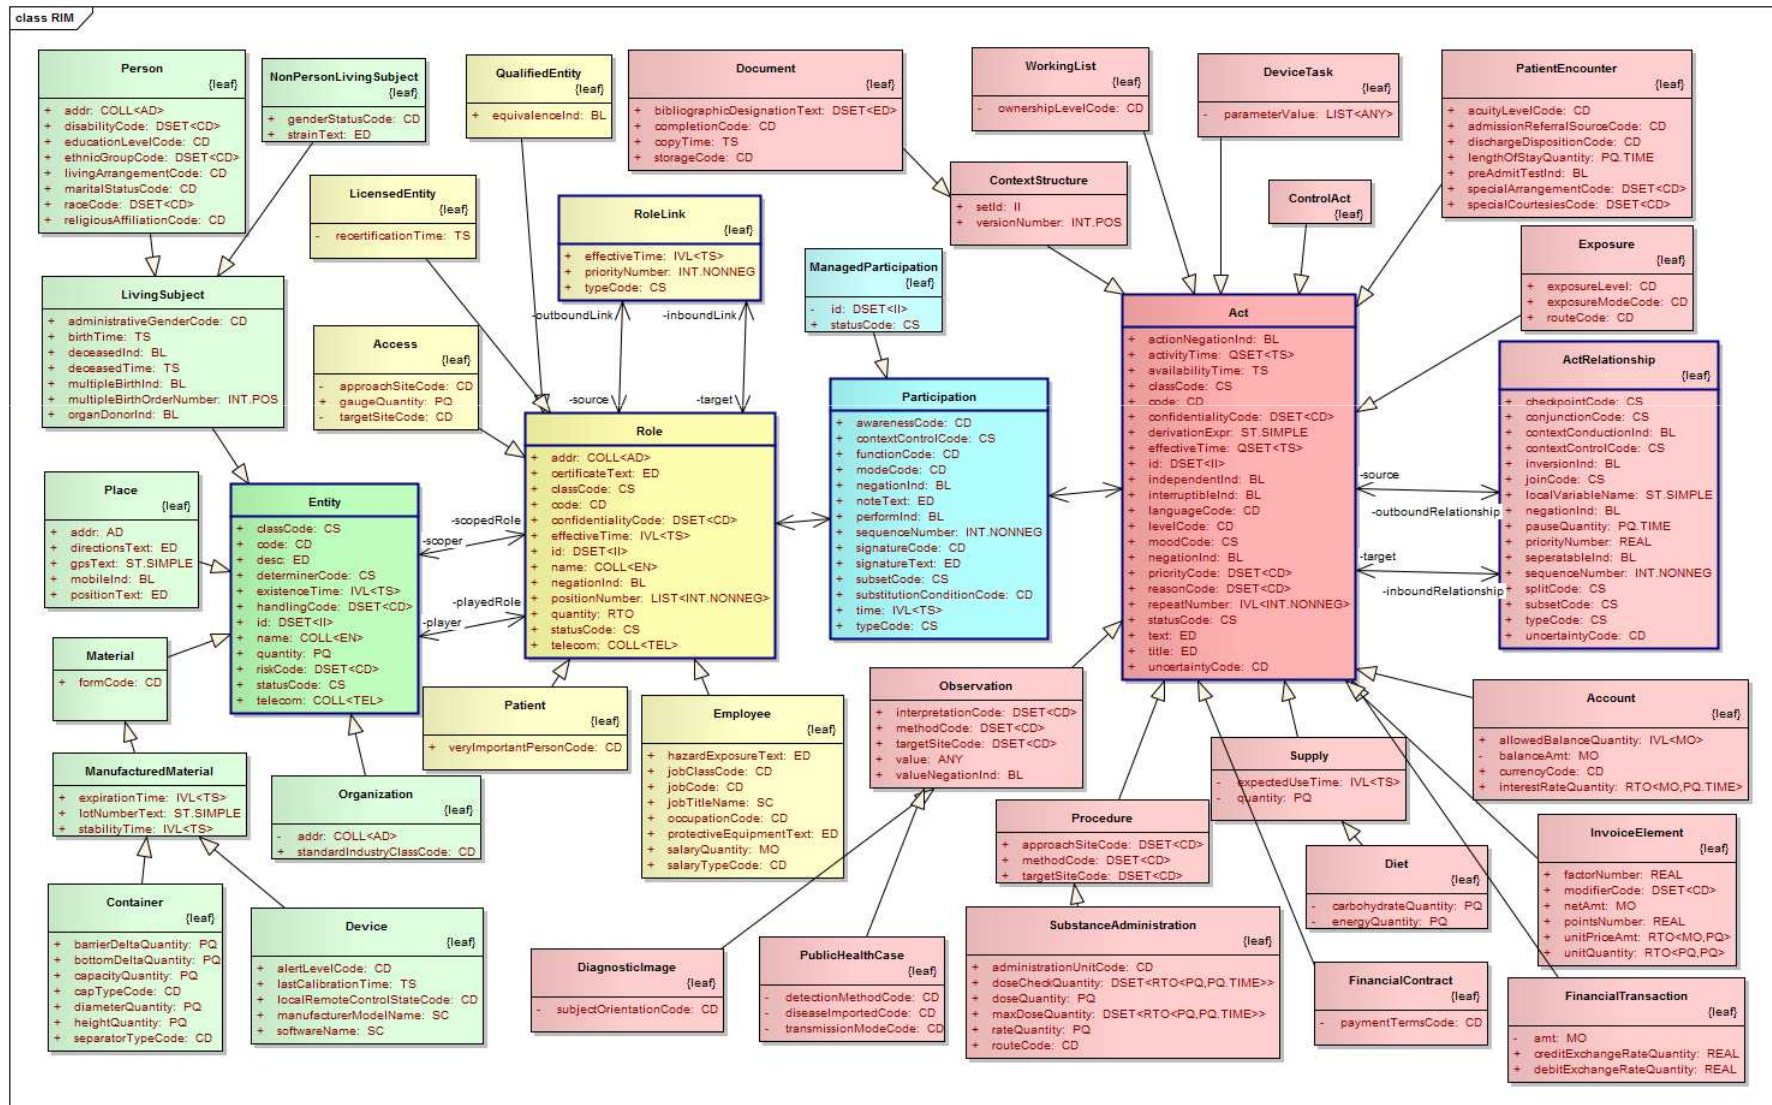 class RIM
Person
{leaf}
+ addr: COLL<AD>
+ disabilityCode: DSET<CD>
+ educationLevelCode: CD
+ ethnicGroupCode: DSET<CD>
+ livingArrangementCode: CD
+ maritalStatusCode: CD
+ raceCode: DSET<CD>
+ religiousAffiliationCode: CD
NonPersonLivingSubject
{leaf}
+ genderStatusCode: CD
+ strainText: ED
QualifiedEntity
{leaf}
+ equivalenceInd: BL
Document
{leaf}
+ bibliographicDesignationText: DSET<ED>
+ completionCode: CD
+ copyTime: TS
+ storageCode: CD
WorkingList
{leaf}
- ownershipLevelCode: CD
DeviceTask
{leaf}
- parameterValue: LIST<ANY>
PatientEncounter
{leaf}
+ acuityLevelCode: CD
+ admissionReferralSourceCode: CD
+ dischargeDispositionCode: CD
+ lengthOfStayQuantity: PQ.TIME
+ preAdmitTestInd: BL
+ specialArrangementCode: DSET<CD>
+ specialCourtesiesCode: DSET<CD>
LicensedEntity
{leaf}
- recertificationTime: TS
RoleLink
{leaf}
+ effectiveTime: IVL<TS>
+ priorityNumber: INT.NONNEG
+ typeCode: CS
ContextStructure
{leaf}
+ setId: II
+ versionNumber: INT.POS
ControlAct
{leaf}
Exposure
{leaf}
+ exposureLevel: CD
+ exposureModeCode: CD
+ routeCode: CD
LivingSubject
+ administrativeGenderCode: CD
+ birthTime: TS
+ deceasedInd: BL
+ deceasedTime: TS
+ multipleBirthInd: BL
+ multipleBirthOrderNumber: INT.POS
+ organDonorInd: BL
Access
{leaf}
- approachSiteCode: CD
+ gaugeQuantity: PQ
- targetSiteCode: CD
-outboundLink
-inboundLink
-source
-target
ManagedParticipation
{leaf}
- id: DSET<II>
+ statusCode: CS
Act
+ actionNegationInd: BL
+ activityTime: QSET<TS>
+ availabilityTime: TS
+ classCode: CS
+ code: CD
+ confidentialityCode: DSET<CD>
+ derivationExpr: ST.SIMPLE
+ effectiveTime: QSET<TS>
+ id: DSET<II>
+ independentInd: BL
+ interruptibleInd: BL
+ languageCode: CD
+ levelCode: CD
+ moodCode: CS
+ negationInd: BL
+ priorityCode: DSET<CD>
+ reasonCode: DSET<CD>
+ repeatNumber: IVL<INT.NONNEG>
+ statusCode: CS
+ text: ED
+ title: ED
+ uncertaintyCode: CD
ActRelationship
{leaf}
+ checkpointCode: CS
+ conjunctionCode: CS
+ contextConductionInd: BL
+ contextControlCode: CS
+ inversionInd: BL
+ joinCode: CS
+ localVariableName: ST.SIMPLE
+ negationInd: BL
+ pauseQuantity: PQ.TIME
+ priorityNumber: REAL
+ seperatableInd: BL
+ sequenceNumber: INT.NONNEG
+ splitCode: CS
+ subsetCode: CS
+ typeCode: CS
+ uncertaintyCode: CD
-source
-outboundRelationship
-target
-inboundRelationship
Participation
+ awarenessCode: CD
+ contextControlCode: CS
+ functionCode: CD
+ modeCode: CD
+ negationInd: BL
+ noteText: ED
+ performInd: BL
+ sequenceNumber: INT.NONNEG
+ signatureCode: CD
+ signatureText: ED
+ subsetCode: CS
+ substitutionConditionCode: CD
+ time: IVL<TS>
+ typeCode: CS
Role
+ addr: COLL<AD>
+ certificateText: ED
+ classCode: CS
+ code: CD
+ confidentialityCode: DSET<CD>
+ effectiveTime: IVL<TS>
+ id: DSET<II>
+ name: COLL<EN>
+ negationInd: BL
+ positionNumber: LIST<INT.NONNEG>
+ quantity: RTO
+ statusCode: CS
+ telecom: COLL<TEL>
-scopedRole
-scoper
-playedRole
-player
Place
{leaf}
+ addr: AD
+ directionsText: ED
+ gpsText: ST.SIMPLE
+ mobileInd: BL
+ positionText: ED
Entity
+ classCode: CS
+ code: CD
+ desc: ED
+ determinerCode: CS
+ existenceTime: IVL<TS>
+ handlingCode: DSET<CD>
+ id: DSET<II>
+ name: COLL<EN>
+ quantity: PQ
+ riskCode: DSET<CD>
+ statusCode: CS
+ telecom: COLL<TEL>
Material
+ formCode: CD
Patient
{leaf}
+ veryImportantPersonCode: CD
Employee
{leaf}
+ hazardExposureText: ED
+ jobClassCode: CD
+ jobCode: CD
+ jobTitleName: SC
+ occupationCode: CD
+ protectiveEquipmentText: ED
+ salaryQuantity: MO
+ salaryTypeCode: CD
Observation
{leaf}
+ interpretationCode: DSET<CD>
+ methodCode: DSET<CD>
+ targetSiteCode: DSET<CD>
+ value: ANY
+ valueNegationInd: BL
Account
{leaf}
+ allowedBalanceQuantity: IVL<MO>
- balanceAmt: MO
+ currencyCode: CD
+ interestRateQuantity: RTO<MO,PQ.TIME>
Supply
- expectedUseTime: IVL<TS>
- quantity: PQ
ManufacturedMaterial
+ expirationTime: IVL<TS>
+ lotNumberText: ST.SIMPLE
+ stabilityTime: IVL<TS>
Organization
{leaf}
- addr: COLL<AD>
+ standardIndustryClassCode: CD
Procedure
+ approachSiteCode: DSET<CD>
+ methodCode: DSET<CD>
+ targetSiteCode: DSET<CD>
InvoiceElement
{leaf}
+ factorNumber: REAL
+ modifierCode: DSET<CD>
+ netAmt: MO
+ pointsNumber: REAL
+ unitPriceAmt: RTO<MO,PQ>
+ unitQuantity: RTO<PQ,PQ>
Diet
{leaf}
- carbohydrateQuantity: PQ
- energyQuantity: PQ
Container
{leaf}
+ barrierDeltaQuantity: PQ
+ bottomDeltaQuantity: PQ
+ capacityQuantity: PQ
+ capTypeCode: CD
+ diameterQuantity: PQ
+ heightQuantity: PQ
+ separatorTypeCode: CD
Device
{leaf}
+ alertLevelCode: CD
+ lastCalibrationTime: TS
+ localRemoteControlStateCode: CD
+ manufacturerModelName: SC
+ softwareName: SC
DiagnosticImage
{leaf}
- subjectOrientationCode: CD
PublicHealthCase
{leaf}
- detectionMethodCode: CD
- diseaseImportedCode: CD
- transmissionModeCode: CD
SubstanceAdministration
{leaf}
+ administrationUnitCode: CD
+ doseCheckQuantity: DSET<RTO<PQ,PQ.TIME>>
+ doseQuantity: PQ
+ maxDoseQuantity: DSET<RTO<PQ,PQ.TIME>>
+ rateQuantity: PQ
+ routeCode: CD
FinancialContract
{leaf}
- paymentTermsCode: CD
FinancialTransaction
{leaf}
- amt: MO
+ creditExchangeRateQuantity: REAL
+ debitExchangeRateQuantity: REAL